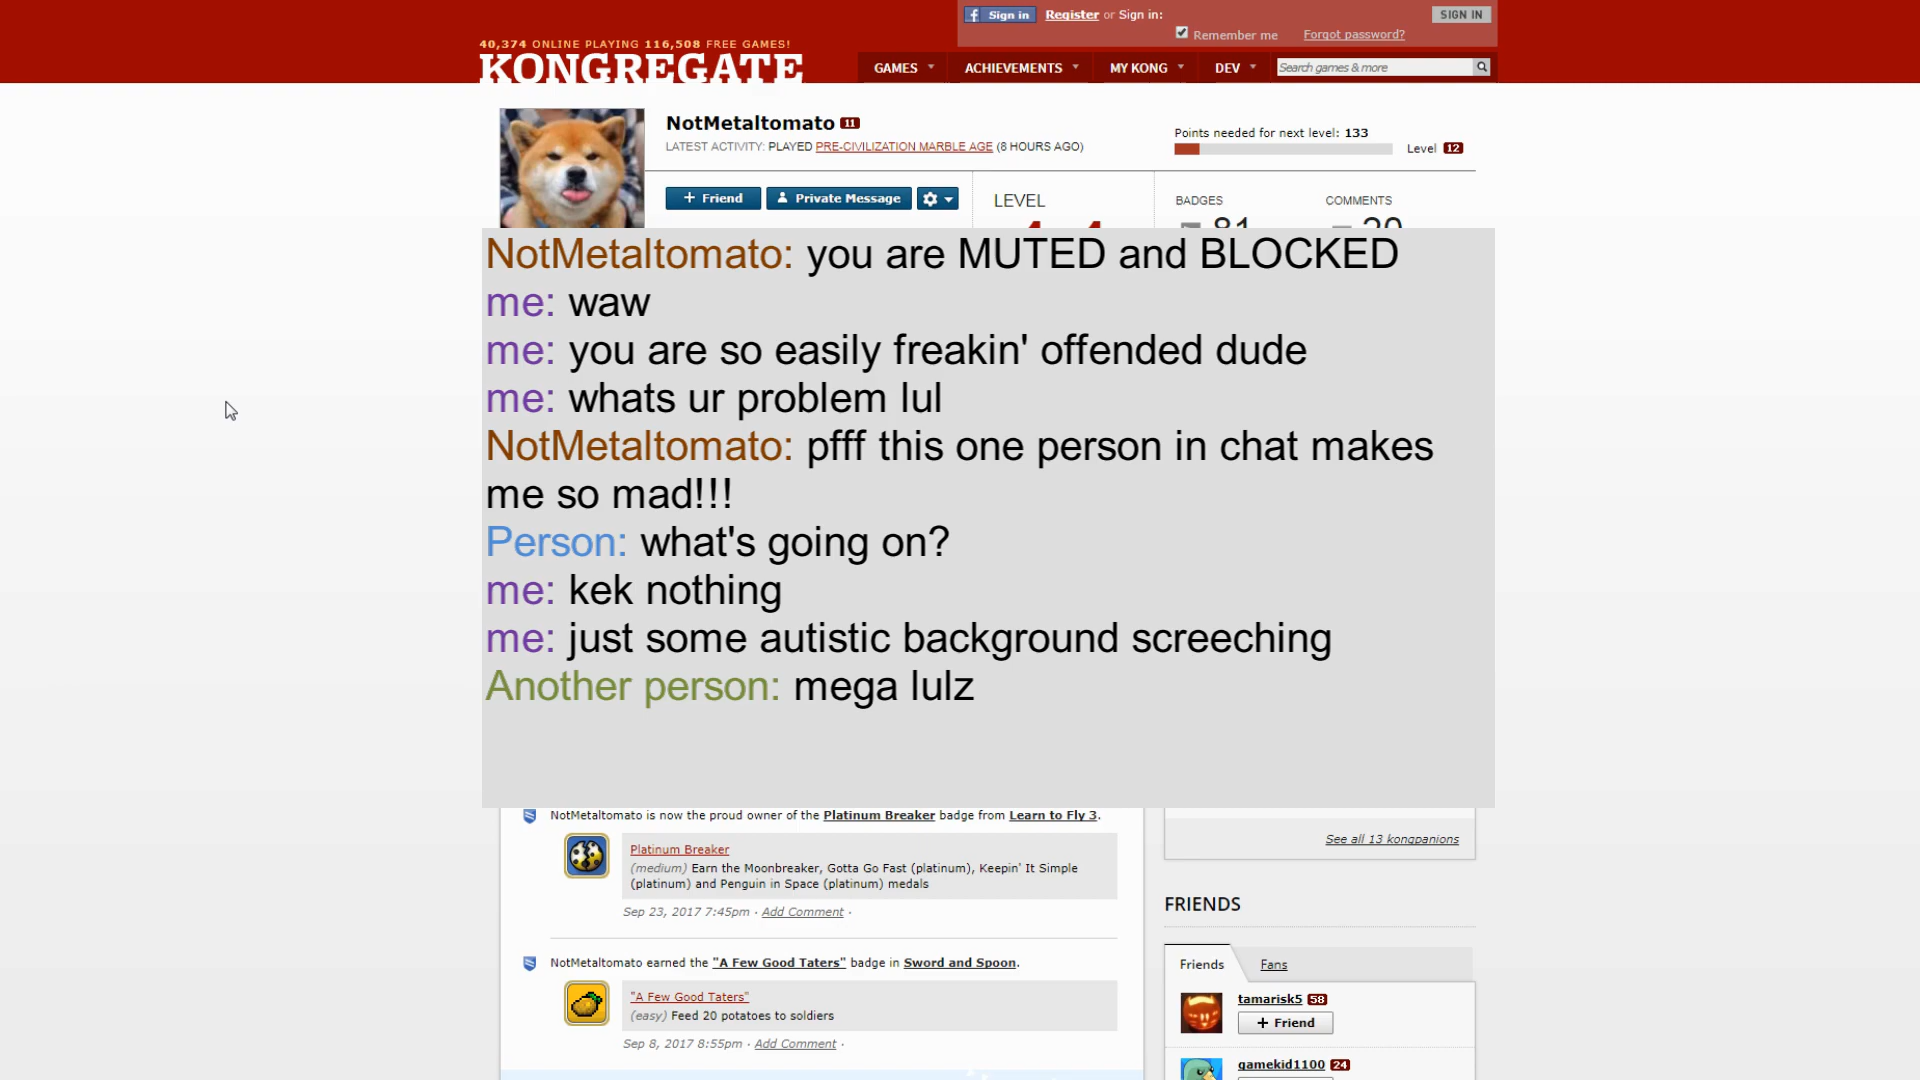 40,374 ONLINE PLAYING 116,508 FREE GAMES!
KONGREGATE
f Sign in Register or Sign in: SIGN IN
Remember me Forgot password?
GAMES ACHIEVEMENTS MY KONG DEV Search games & more
NotMetaltomato 11
LATEST ACTIVITY: PLAYED PRE-CIVILIZATION MARBLE AGE (8 HOURS AGO)
Points needed for next level: 133
Level 12
+ Friend Private Message
LEVEL BADGES COMMENTS
NotMetaltomato: you are MUTED and BLOCKED
me: waw
me: you are so easily freakin' offended dude
me: whats ur problem lul
NotMetaltomato: pfff this one person in chat makes
me so mad!!!
Person: what's going on?
me: kek nothing
me: just some autistic background screeching
Another person: mega lulz
NotMetaltomato is now the proud owner of the Platinum Breaker badge from Learn to Fly 3.
Platinum Breaker
(medium) Earn the Moonbreaker, Gotta Go Fast (platinum), Keepin' It Simple
(platinum) and Penguin in Space (platinum) medals
Sep 23, 2017 7:45pm · Add Comment ·
NotMetaltomato earned the "A Few Good Taters" badge in Sword and Spoon.
"A Few Good Taters"
(easy) Feed 20 potatoes to soldiers
Sep 8, 2017 8:55pm · Add Comment ·
See all 13 kongpanions
FRIENDS
Friends Fans
tamarisk5 58
+ Friend
gamekid1100 24